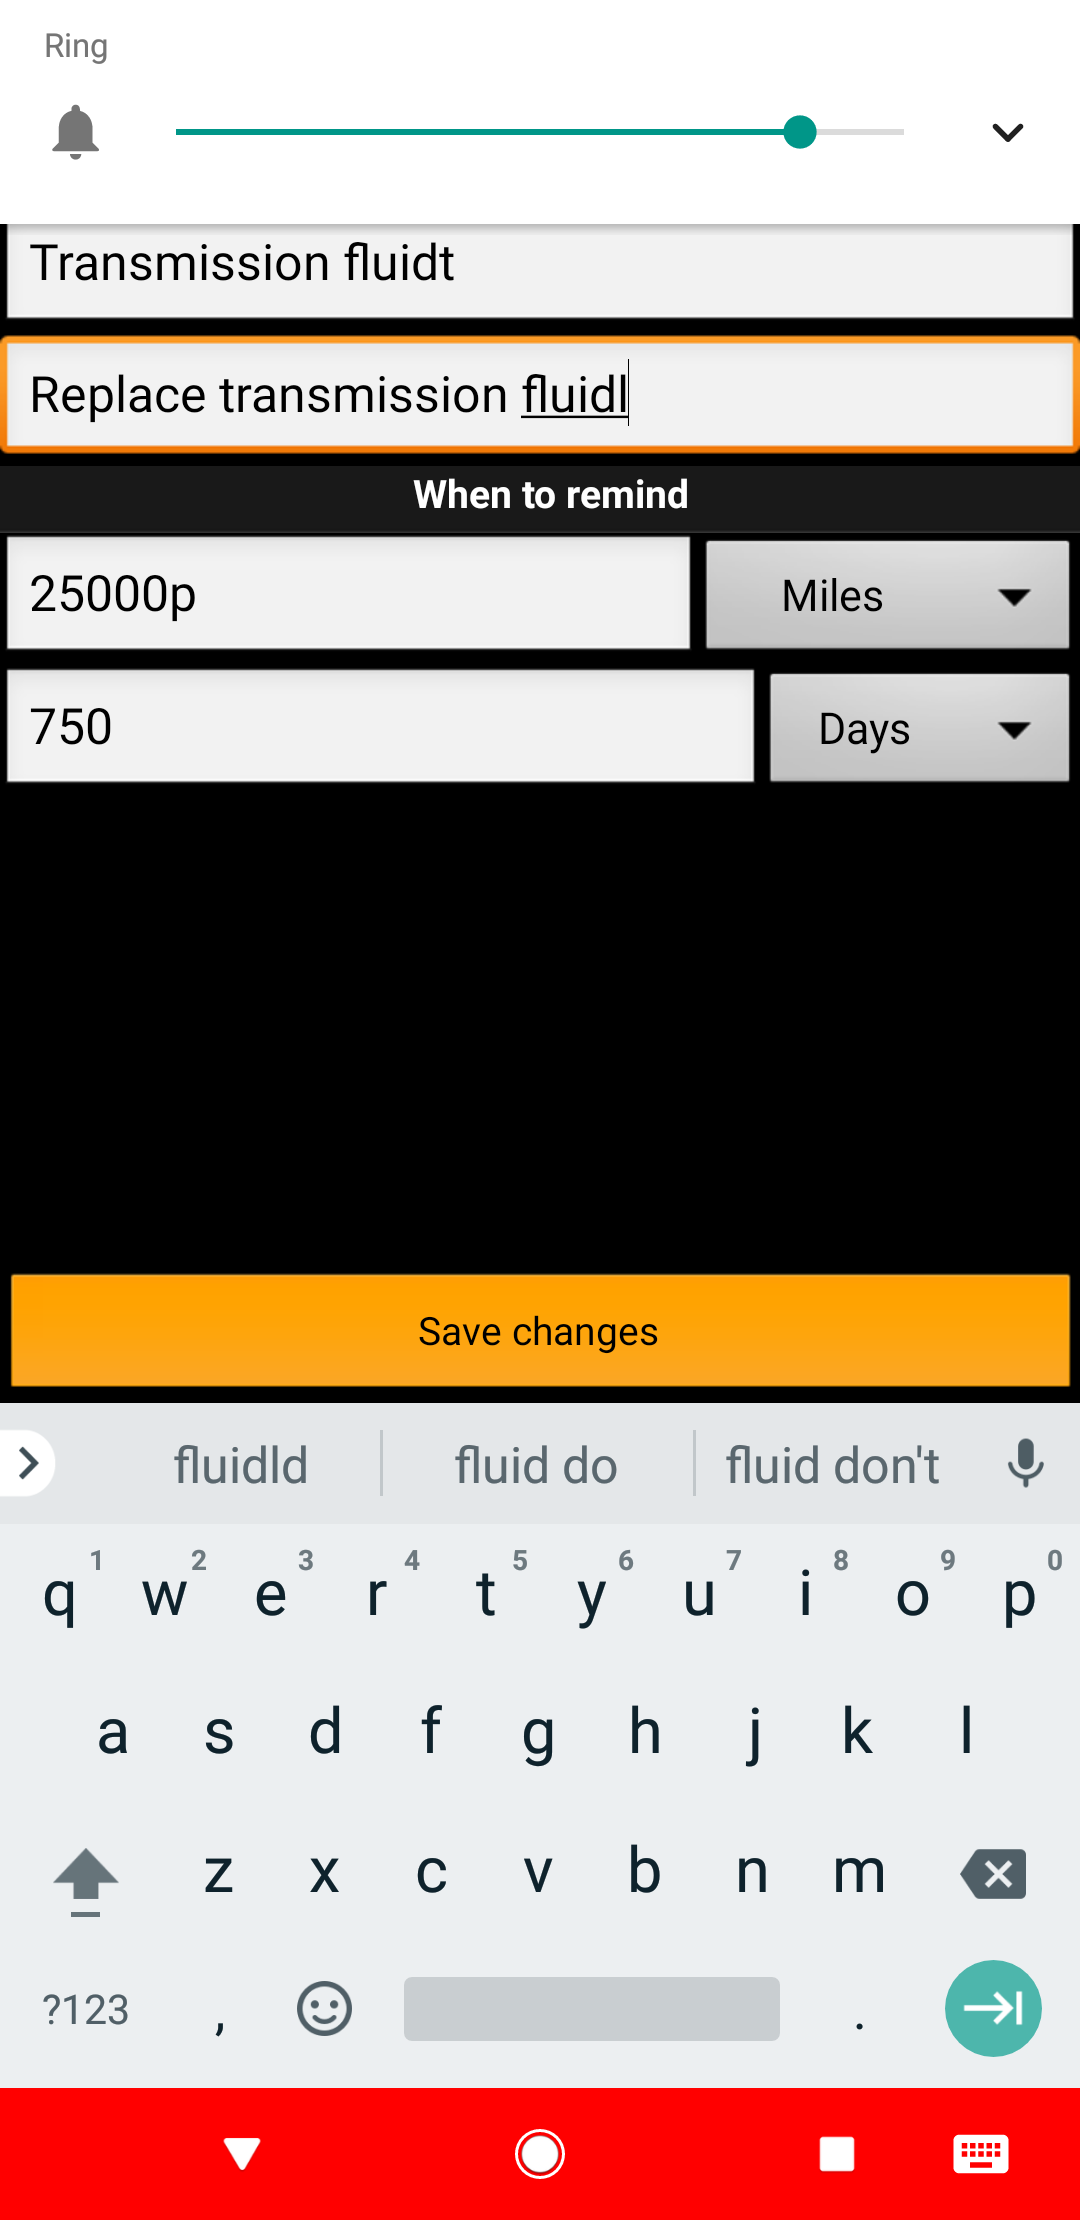 Ring
Transmission fluidt
Replace transmission fluidl
When to remind
25000p Miles
750 Days
Save changes
fluidld fluid do fluid don't
1 2 3 4 5 6 7 8 9 0
q w e r t y u i o p
a s d f g h j k l
z x c v b n m
?123 , .